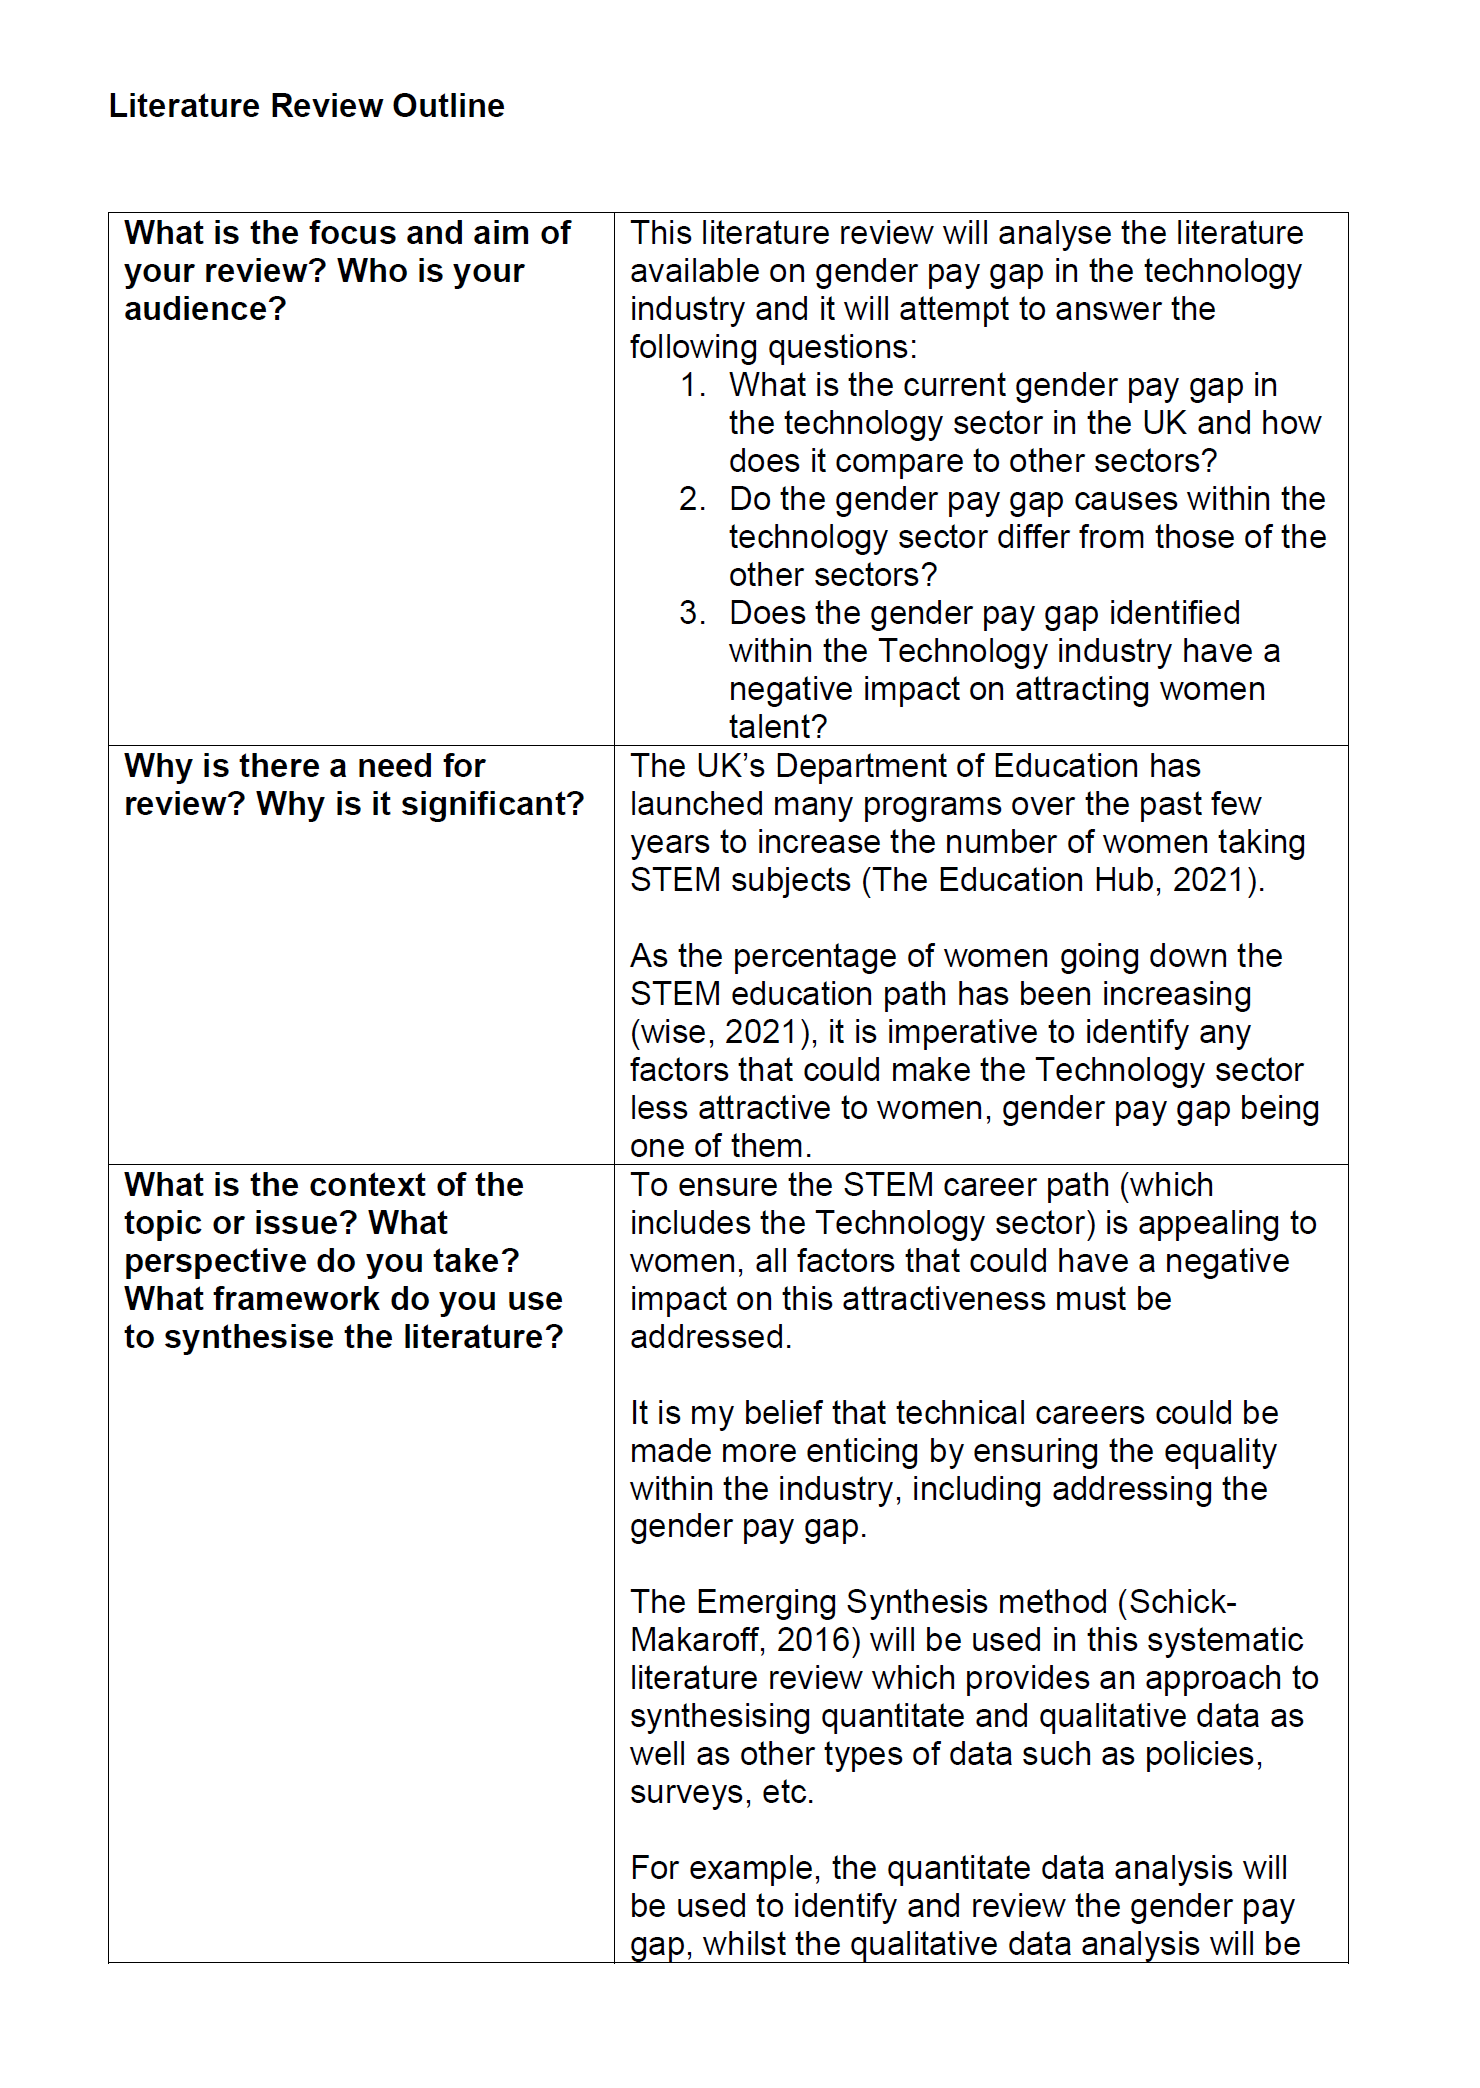 Literature Review Outline
What is the focus and aim of
your review? Who is your
audience?
This literature review will analyse the literature
available on gender pay gap in the technology
industry and it will attempt to answer the
following questions:
1. What is the current gender pay gap in
the technology sector in the UK and how
does it compare to other sectors?
2. Do the gender pay gap causes within the
technology sector differ from those of the
other sectors?
3. Does the gender pay gap identified
within the Technology industry have a
negative impact on attracting women
talent?
Why is there a need for
review? Why is it significant?
The UK’s Department of Education has
launched many programs over the past few
years to increase the number of women taking
STEM subjects (The Education Hub, 2021).
As the percentage of women going down the
STEM education path has been increasing
(wise, 2021), it is imperative to identify any
factors that could make the Technology sector
less attractive to women, gender pay gap being
one of them.
What is the context of the
topic or issue? What
perspective do you take?
What framework do you use
to synthesise the literature?
To ensure the STEM career path (which
includes the Technology sector) is appealing to
women, all factors that could have a negative
impact on this attractiveness must be
addressed.
It is my belief that technical careers could be
made more enticing by ensuring the equality
within the industry, including addressing the
gender pay gap.
The Emerging Synthesis method (Schick-
Makaroff, 2016) will be used in this systematic
literature review which provides an approach to
synthesising quantitate and qualitative data as
well as other types of data such as policies,
surveys, etc.
For example, the quantitate data analysis will
be used to identify and review the gender pay
gap, whilst the qualitative data analysis will be